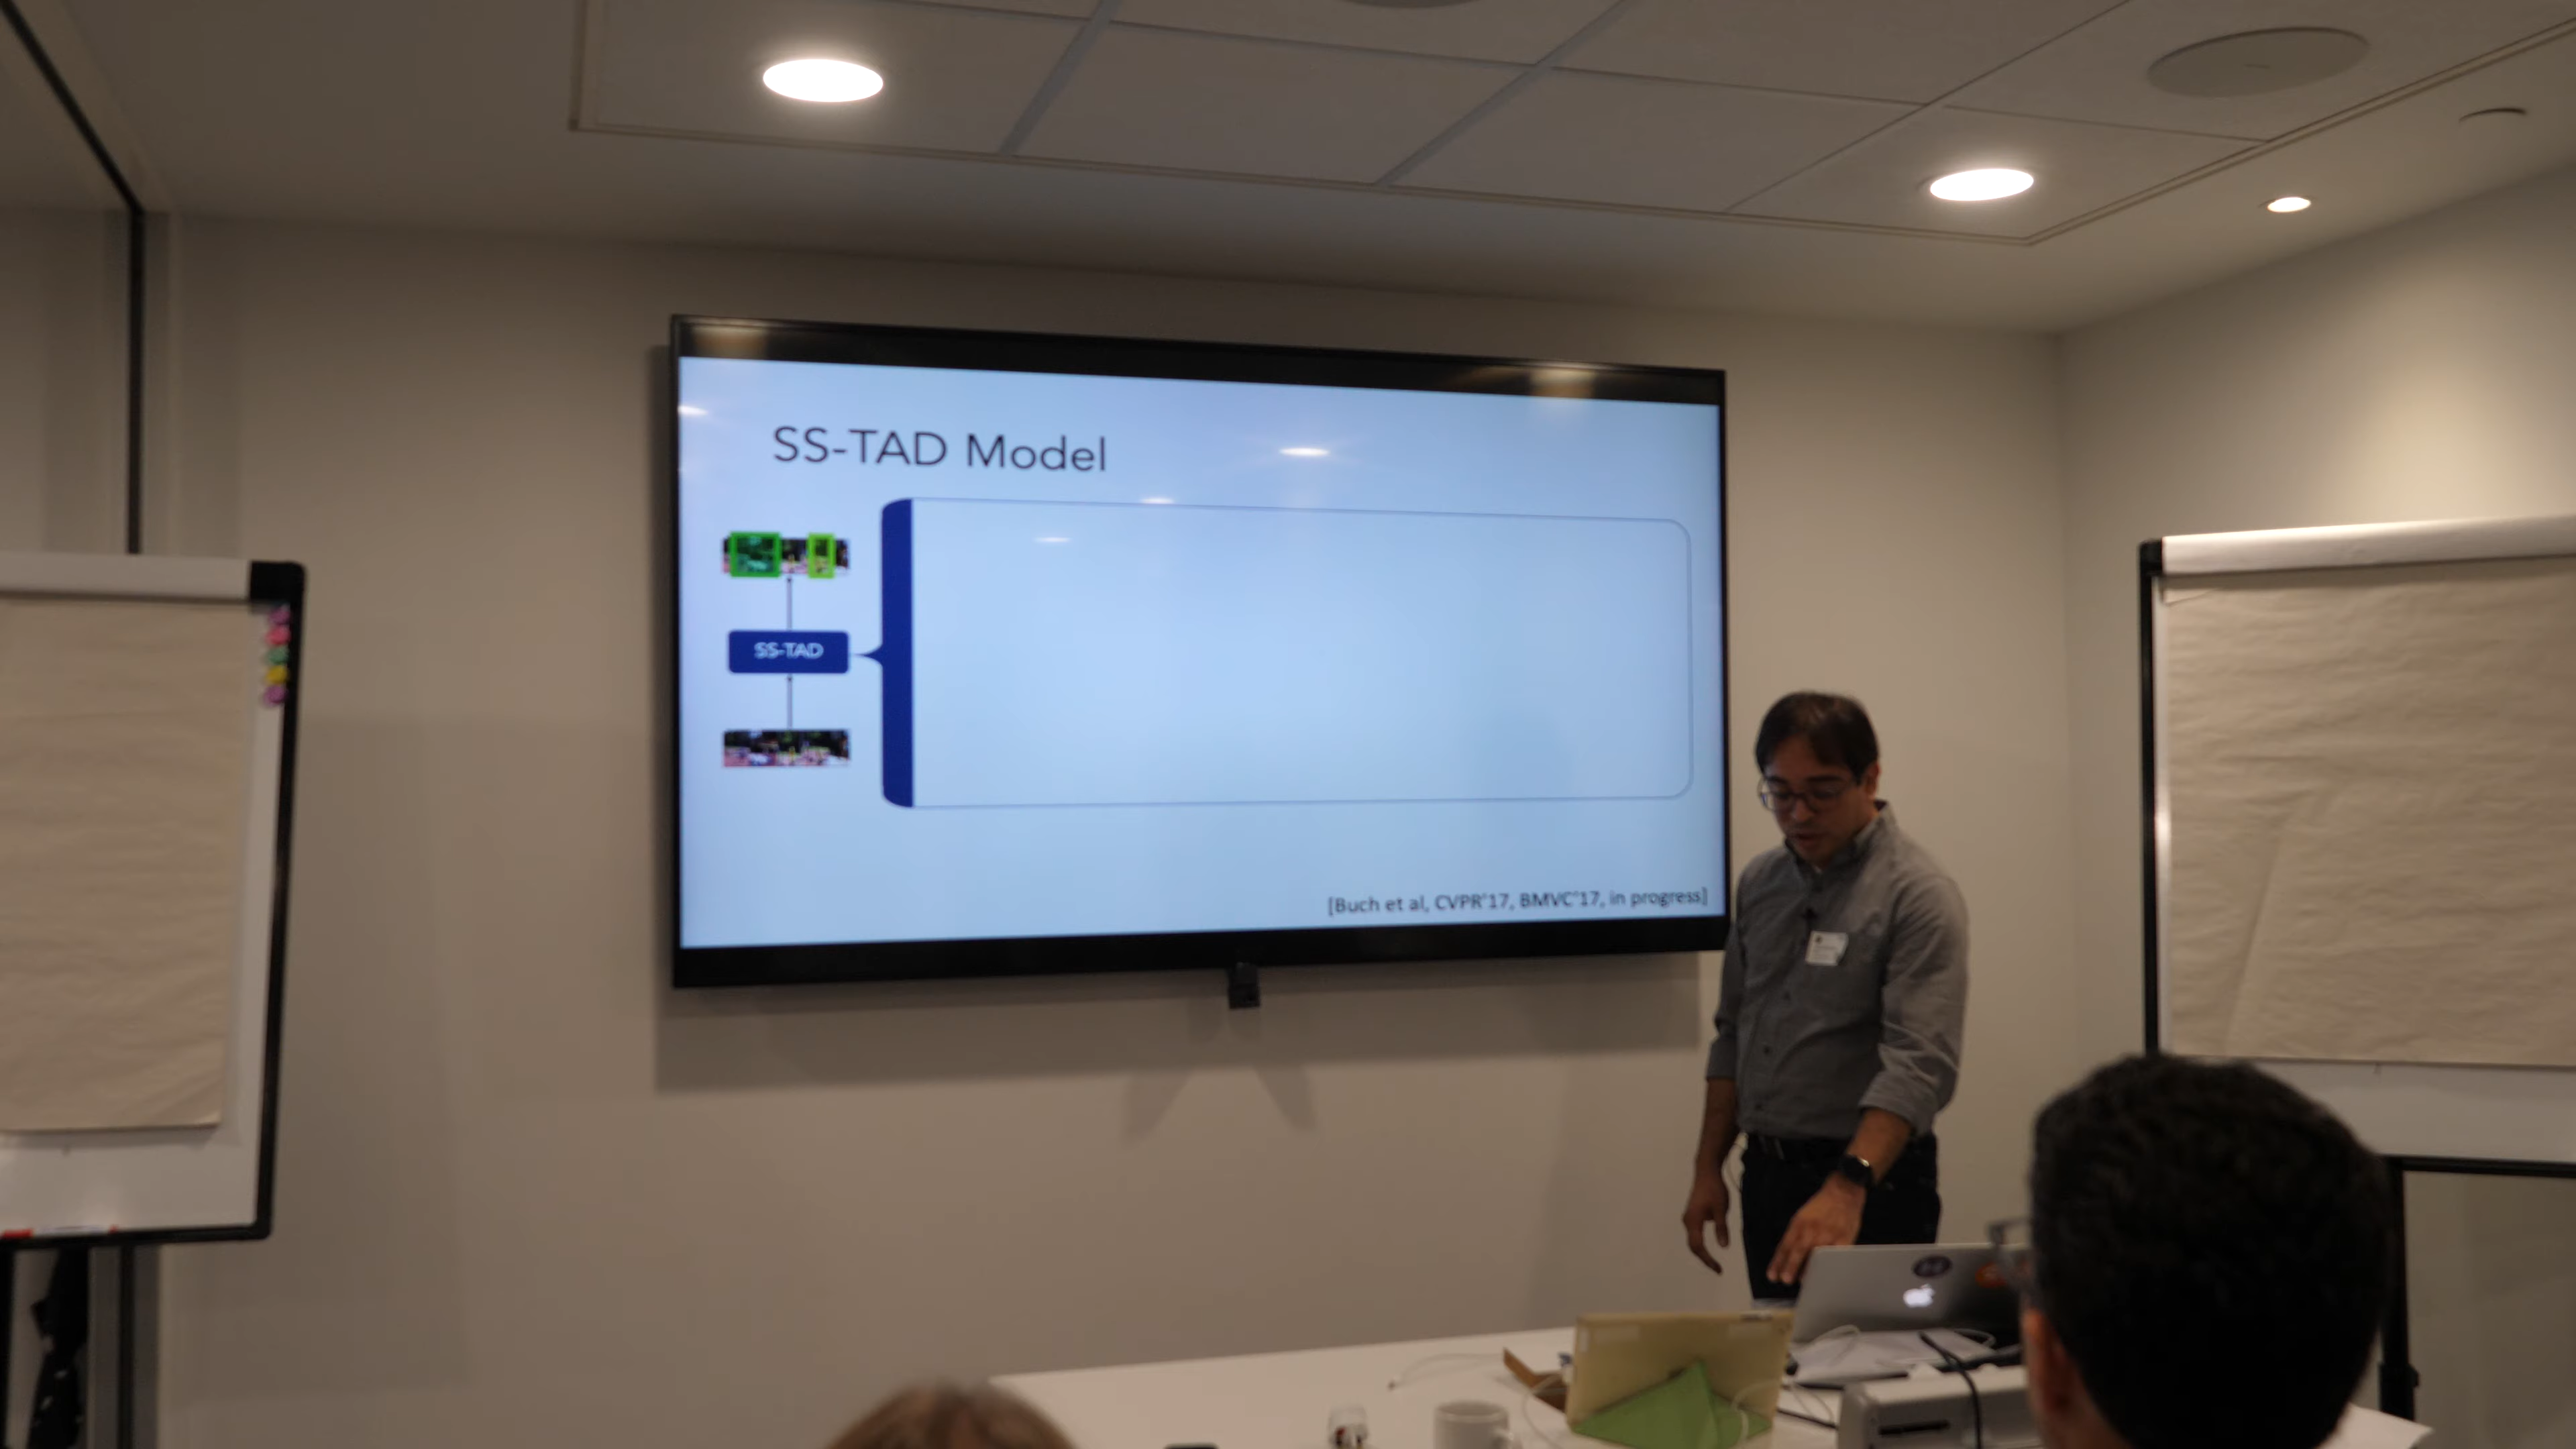 SS-TAD Model
SS-TAD
[Buch et al, CVPR'17, BMVC'17, in progress]